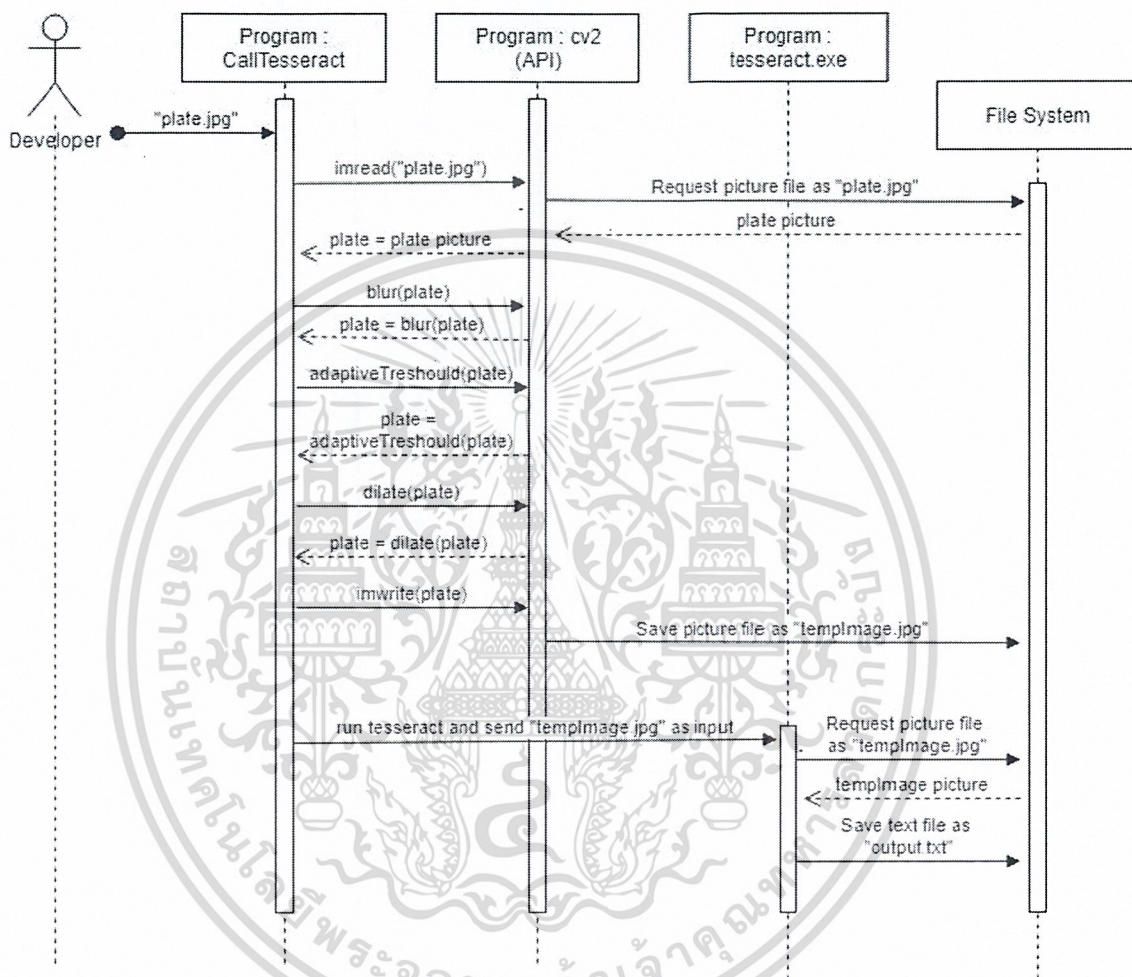 Program :
CallTesseract
Program : cv2
(API)
Program :
tesseract.exe
File System
Developer
"plate.jpg"
imread("plate.jpg")
Request picture file as "plate.jpg"
plate picture
plate = plate picture
blur(plate)
plate = blur(plate)
adaptiveTreshould(plate)
plate =
adaptiveTreshould(plate)
dilate(plate)
plate = dilate(plate)
imwrite(plate)
Save picture file as "tempImage.jpg"
run tesseract and send "tempImage.jpg" as input
Request picture file
as "tempImage.jpg"
tempImage picture
Save text file as
"output.txt"